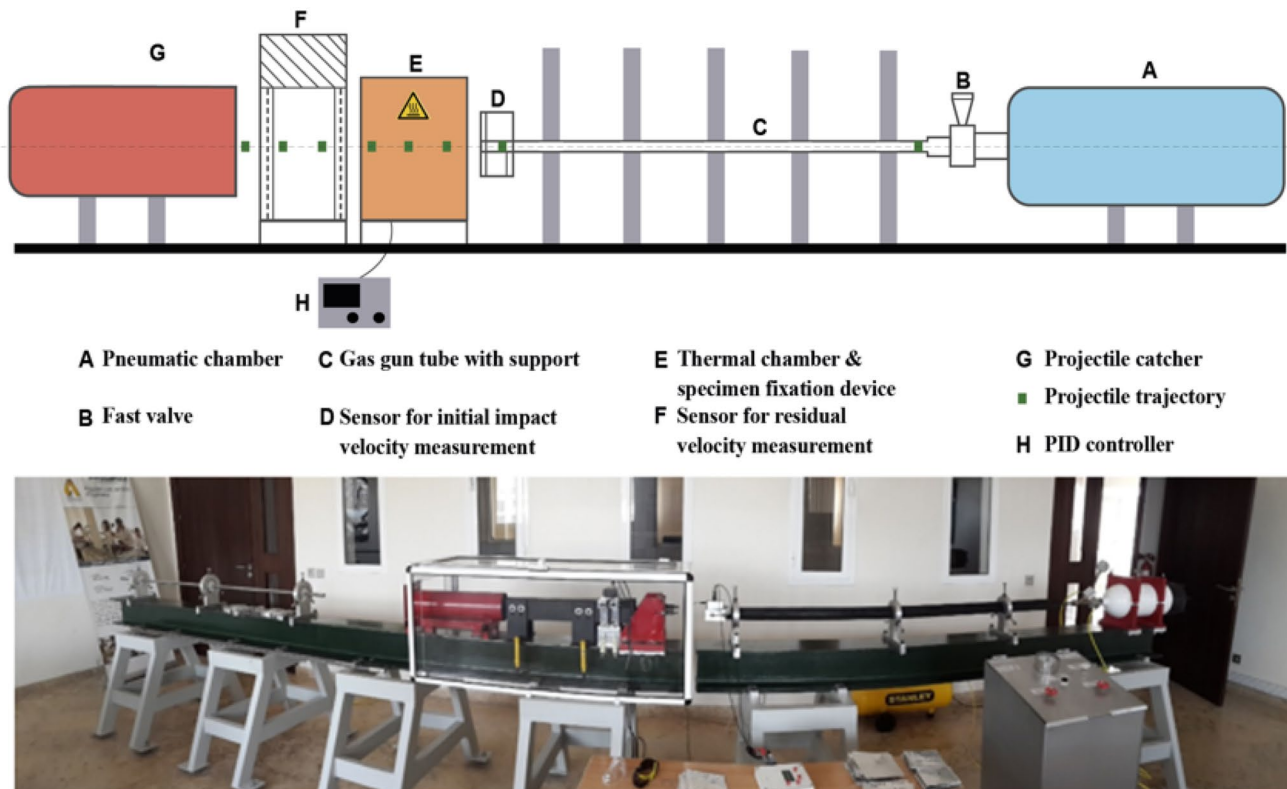 F
G
E
D
B
A
C
H
A Pneumatic chamber
C Gas gun tube with support
E Thermal chamber &
specimen fixation device
G Projectile catcher
Projectile trajectory
B Fast valve
D Sensor for initial impact
velocity measurement
F Sensor for residual
velocity measurement
H PID controller
STANLEY